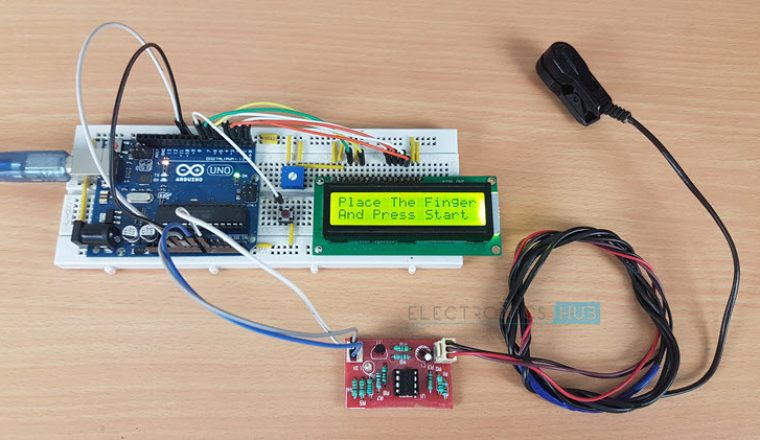 ARDUINO
UNO
Place The Finger
And Press Start
ELECTRONICS HUB